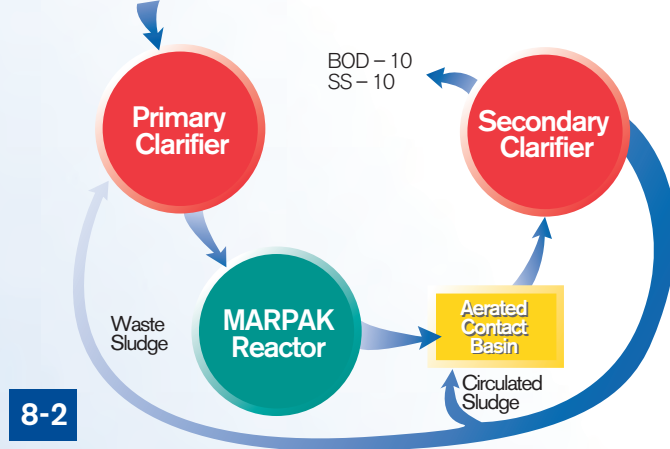 BOD – 10
SS – 10
Primary
Clarifier
Secondary
Clarifier
MARPAK
Reactor
Aerated
Contact
Basin
Waste
Sludge
Circulated
Sludge
8-2